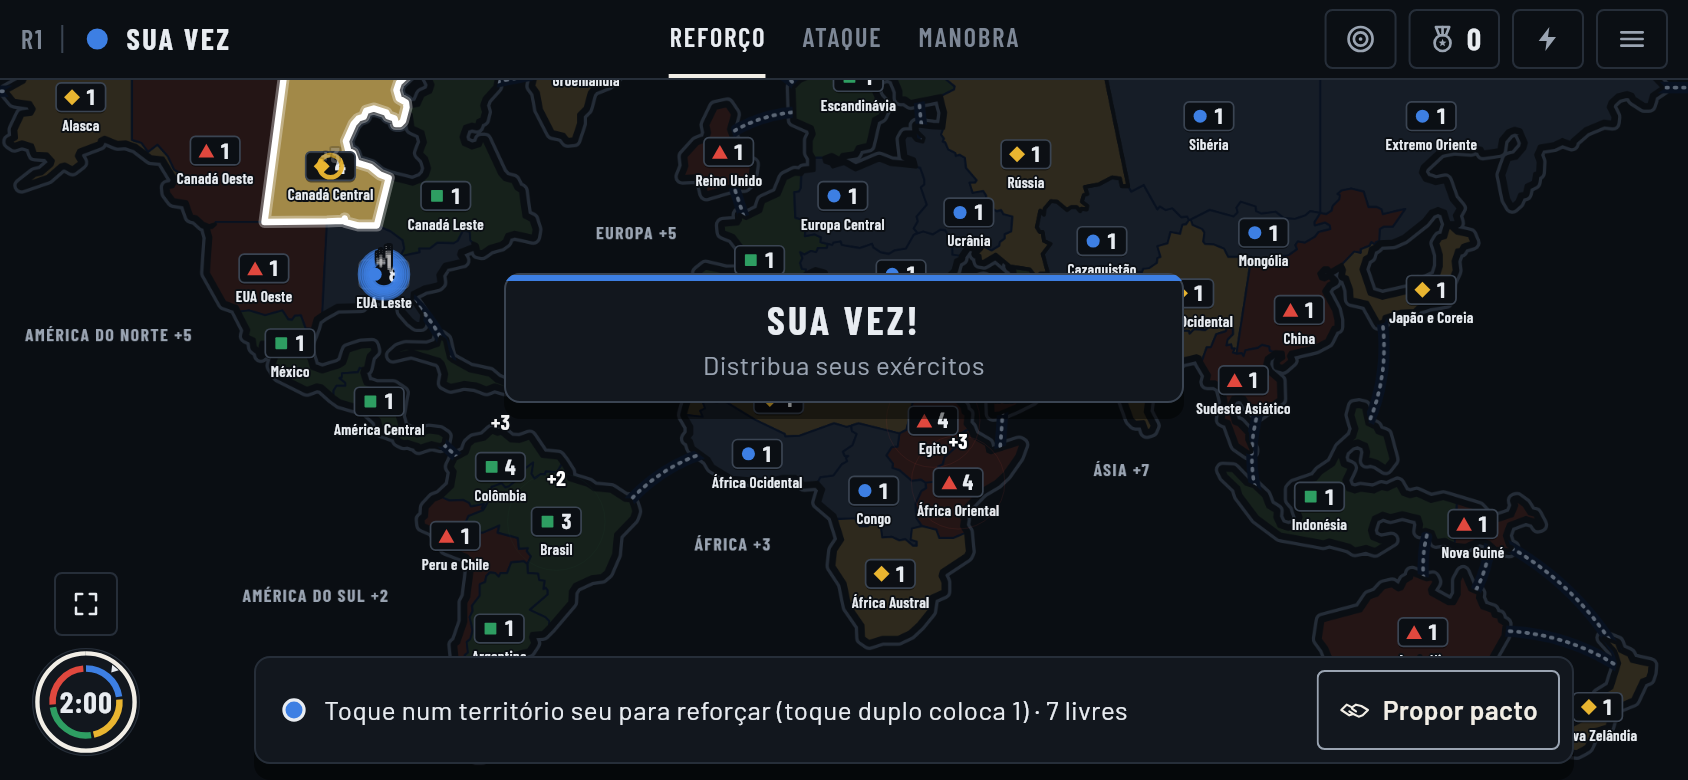 R1
SUA VEZ
REFORÇO
ATAQUE
MANOBRA
0
Groenlândia
1
Escandinávia
1
Alasca
1
Canadá Oeste
Canadá Central
1
Canadá Leste
1
Reino Unido
1
Europa Central
1
Ucrânia
1
Rússia
1
Sibéria
1
Extremo Oriente
1
Cazaquistão
1
Mongólia
EUROPA +5
1
EUA Oeste
EUA Leste
1
1
China
1
Japão e Coreia
AMÉRICA DO NORTE +5
1
México
SUA VEZ!
Distribua seus exércitos
1
América Central
1
Sudeste Asiático
+3
4
Colômbia
+2
3
Brasil
1
África Ocidental
4
Egito
+3
4
África Oriental
1
Congo
ÁSIA +7
1
Indonésia
1
Nova Guiné
1
Peru e Chile
ÁFRICA +3
1
África Austral
AMÉRICA DO SUL +2
1
Argentina
1
2:00
Toque num território seu para reforçar (toque duplo coloca 1) · 7 livres
Propor pacto
1
va Zelândia